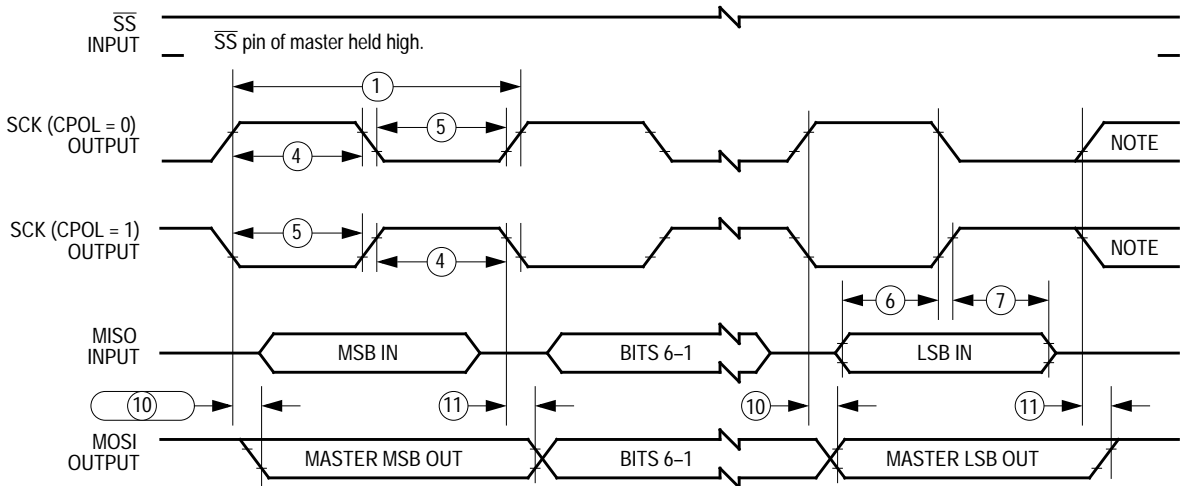 SS
INPUT
SS pin of master held high.
1
SCK (CPOL = 0)
OUTPUT
5
4
NOTE
SCK (CPOL = 1)
OUTPUT
5
4
NOTE
6
7
MISO
INPUT
MSB IN
BITS 6–1
LSB IN
10
11
10
11
MOSI
OUTPUT
MASTER MSB OUT
BITS 6–1
MASTER LSB OUT